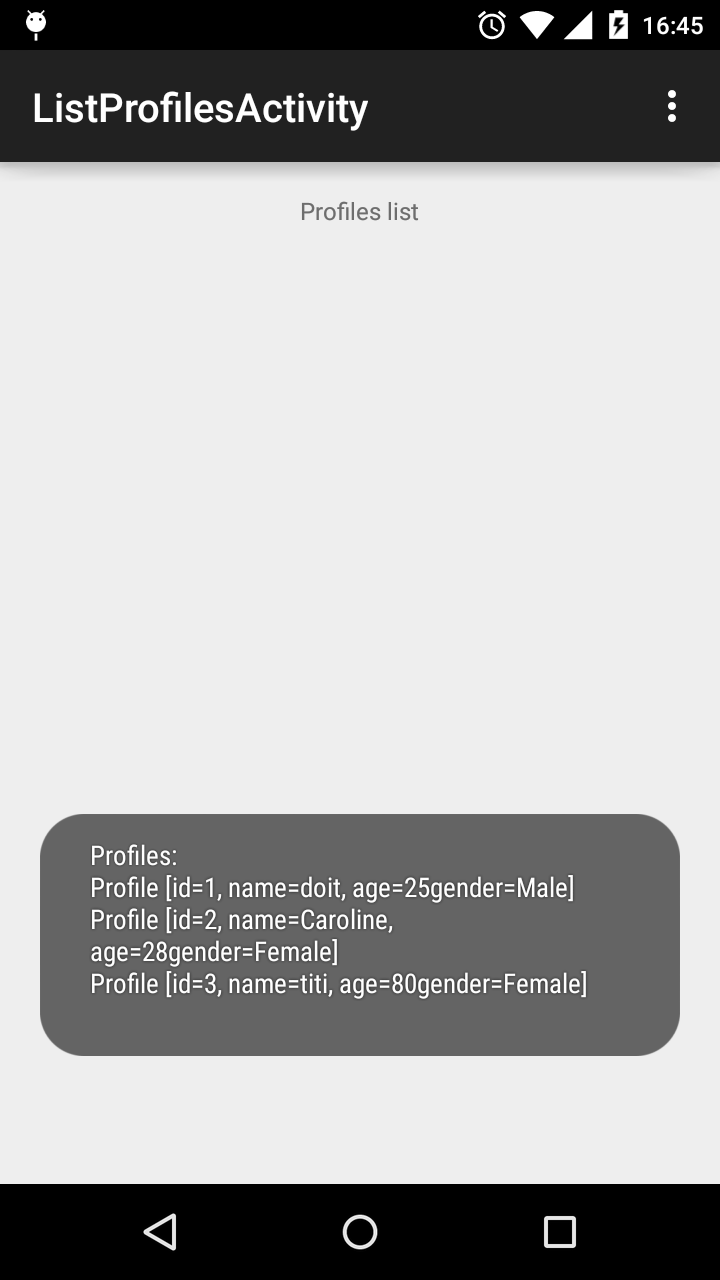 16:45
ListProfilesActivity
Profiles list
Profiles:
Profile [id=1, name=doit, age=25gender=Male]
Profile [id=2, name=Caroline,
age=28gender=Female]
Profile [id=3, name=titi, age=80gender=Female]